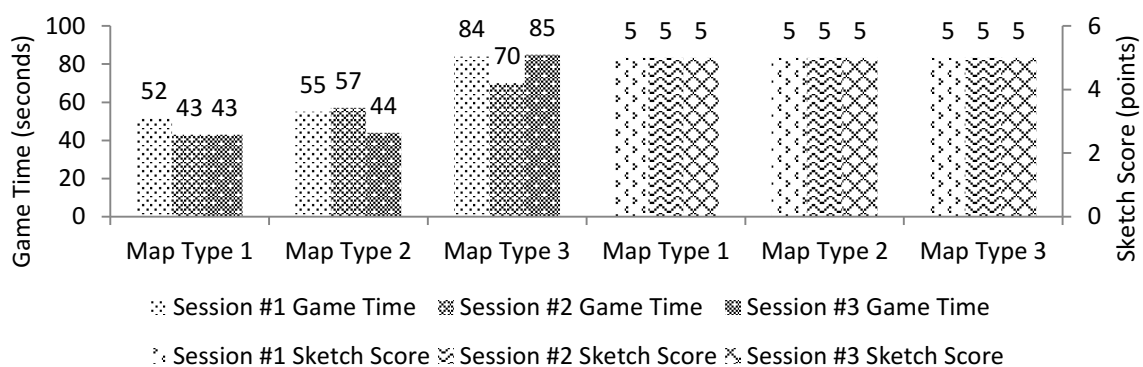 Game Time (seconds)
100
80
60
40
20
0
52
43 43
55 57
44
84
70
85
5 5 5
5 5 5
5 5 5
6
4
2
0
Sketch Score (points)
Map Type 1 Map Type 2 Map Type 3 Map Type 1 Map Type 2 Map Type 3
Session #1 Game Time Session #2 Game Time Session #3 Game Time
Session #1 Sketch Score Session #2 Sketch Score Session #3 Sketch Score